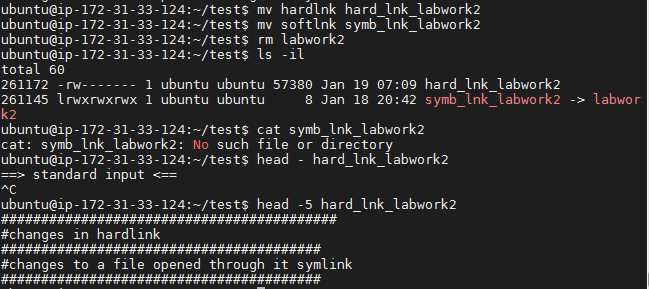 ubuntu@ip-172-31-33-124:~/test$ mv hardlnk hard_lnk_labwork2
ubuntu@ip-172-31-33-124:~/test$ mv softlnk symb_lnk_labwork2
ubuntu@ip-172-31-33-124:~/test$ rm labwork2
ubuntu@ip-172-31-33-124:~/test$ ls -il
total 60
261172 -rw------- 1 ubuntu ubuntu 57380 Jan 19 07:09 hard_lnk_labwork2
261145 lrwxrwxrwx 1 ubuntu ubuntu     8 Jan 18 20:42 symb_lnk_labwork2 -> labwor
k2
ubuntu@ip-172-31-33-124:~/test$ cat symb_lnk_labwork2
cat: symb_lnk_labwork2: No such file or directory
ubuntu@ip-172-31-33-124:~/test$ head - hard_lnk_labwork2
==> standard input <==
^C
ubuntu@ip-172-31-33-124:~/test$ head -5 hard_lnk_labwork2
##########################################
#changes in hardlink
########################################
#changes to a file opened through it symlink
########################################